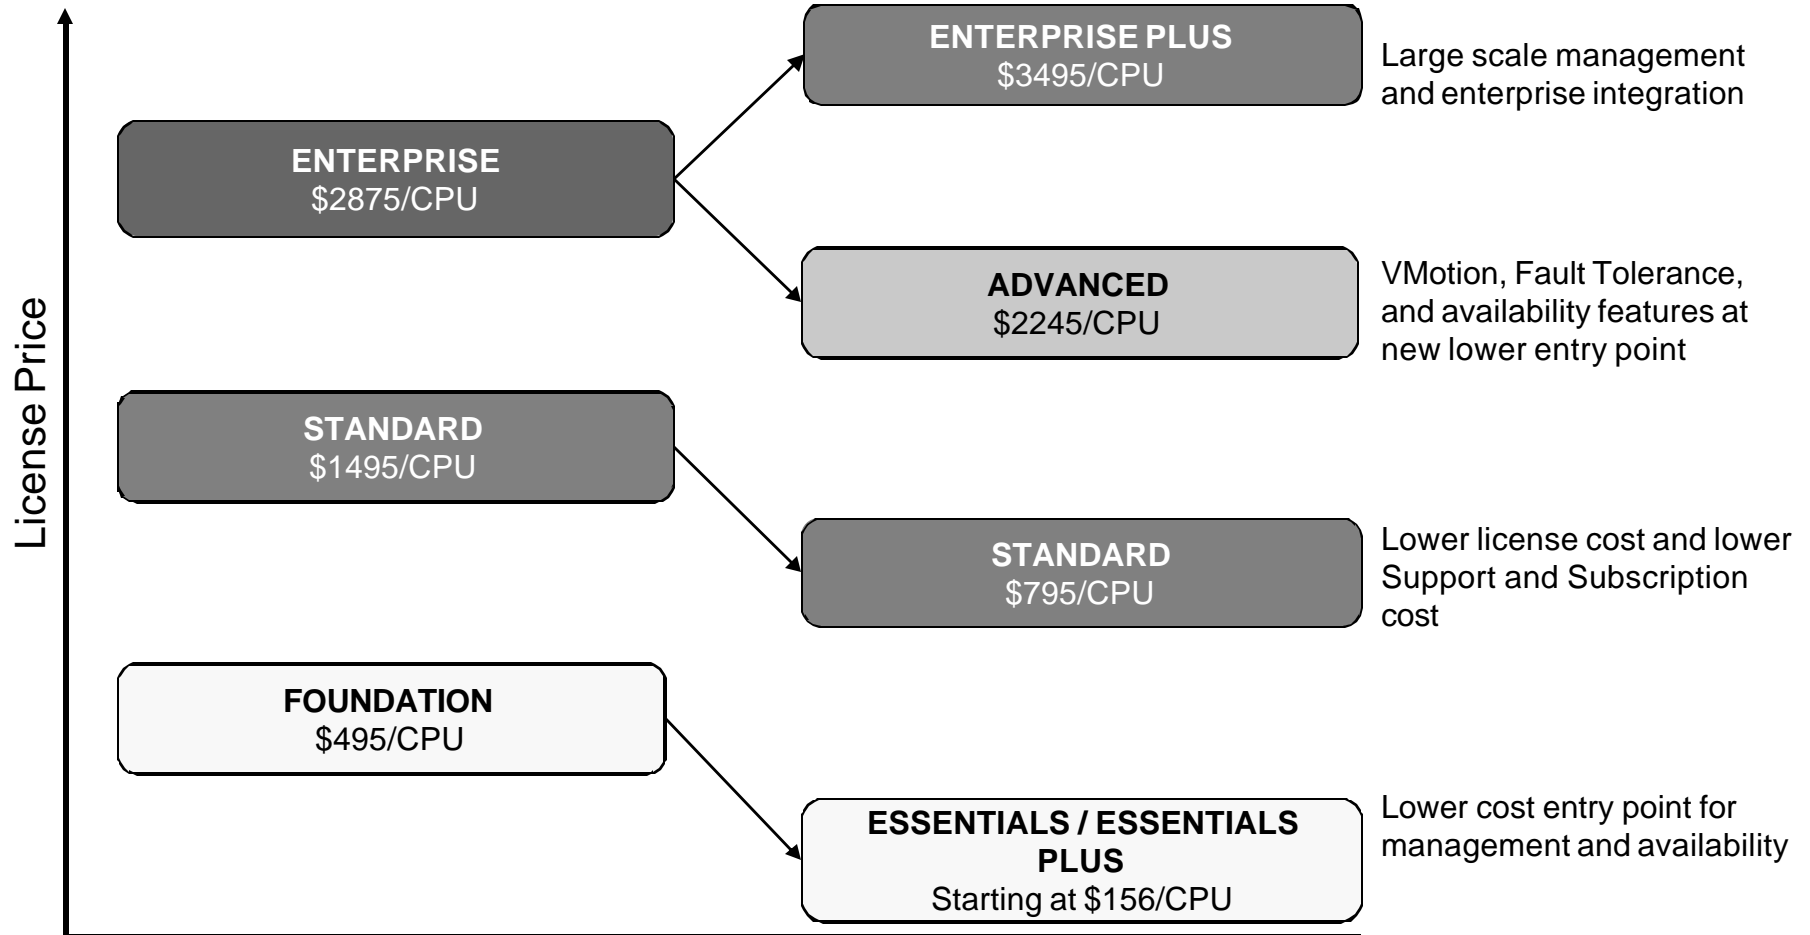 License Price
ENTERPRISE PLUS
$3495/CPU
Large scale management
and enterprise integration
ENTERPRISE
$2875/CPU
ADVANCED
$2245/CPU
VMotion, Fault Tolerance,
and availability features at
new lower entry point
STANDARD
$1495/CPU
STANDARD
$795/CPU
Lower license cost and lower
Support and Subscription
cost
FOUNDATION
$495/CPU
ESSENTIALS / ESSENTIALS
PLUS
Starting at $156/CPU
Lower cost entry point for
management and availability